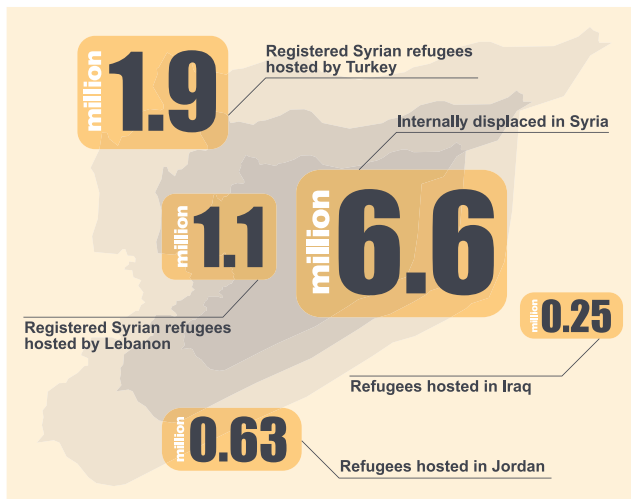 million 1.9
Registered Syrian refugees
hosted by Turkey
Internally displaced in Syria
million 6.6
million 1.1
Registered Syrian refugees
hosted by Lebanon
million 0.25
Refugees hosted in Iraq
million 0.63
Refugees hosted in Jordan